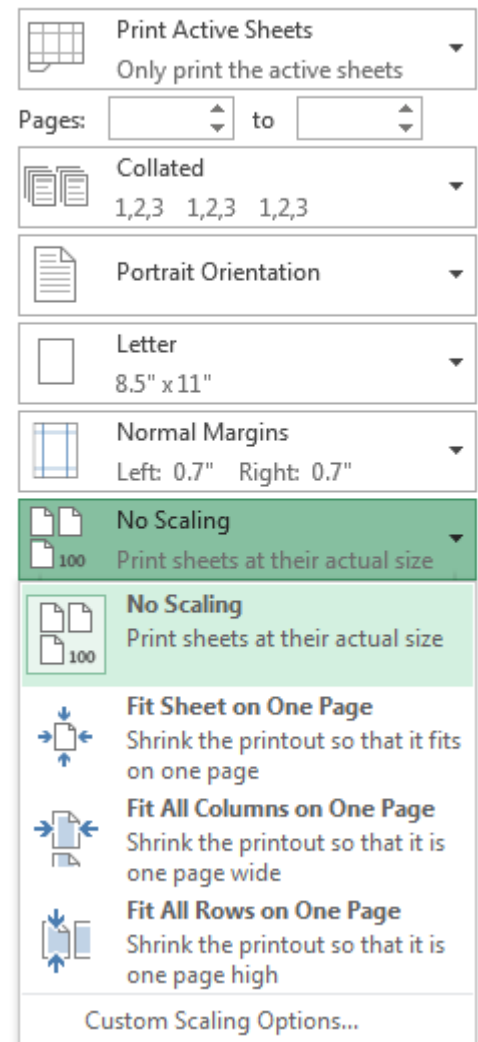 Print Active Sheets
Only print the active sheets
Pages: to
Collated
1,2,3 1,2,3 1,2,3
Portrait Orientation
Letter
8.5" x 11"
Normal Margins
Left: 0.7" Right: 0.7"
No Scaling
100 Print sheets at their actual size
No Scaling
Print sheets at their actual size
100
Fit Sheet on One Page
Shrink the printout so that it fits
on one page
Fit All Columns on One Page
Shrink the printout so that it is
one page wide
Fit All Rows on One Page
Shrink the printout so that it is
one page high
Custom Scaling Options...